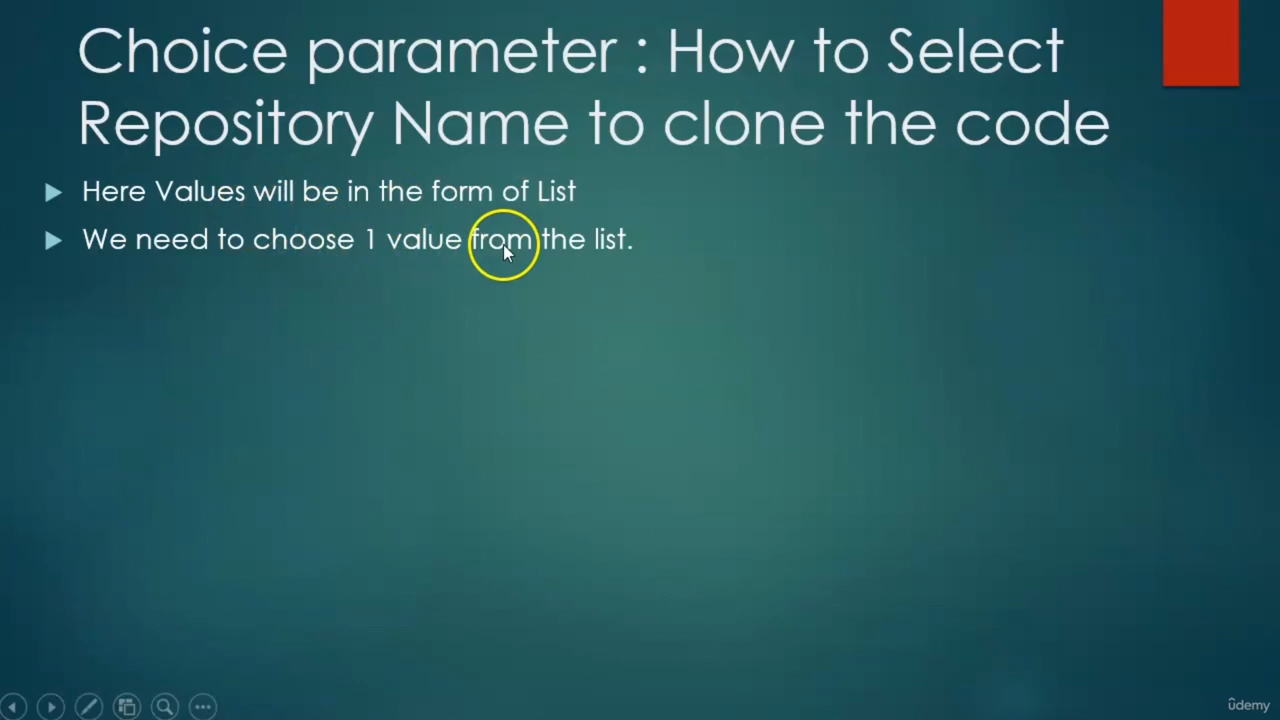 Choice parameter : How to Select
Repository Name to clone the code
Here Values will be in the form of List
We need to choose 1 value from the list.
ûdemy